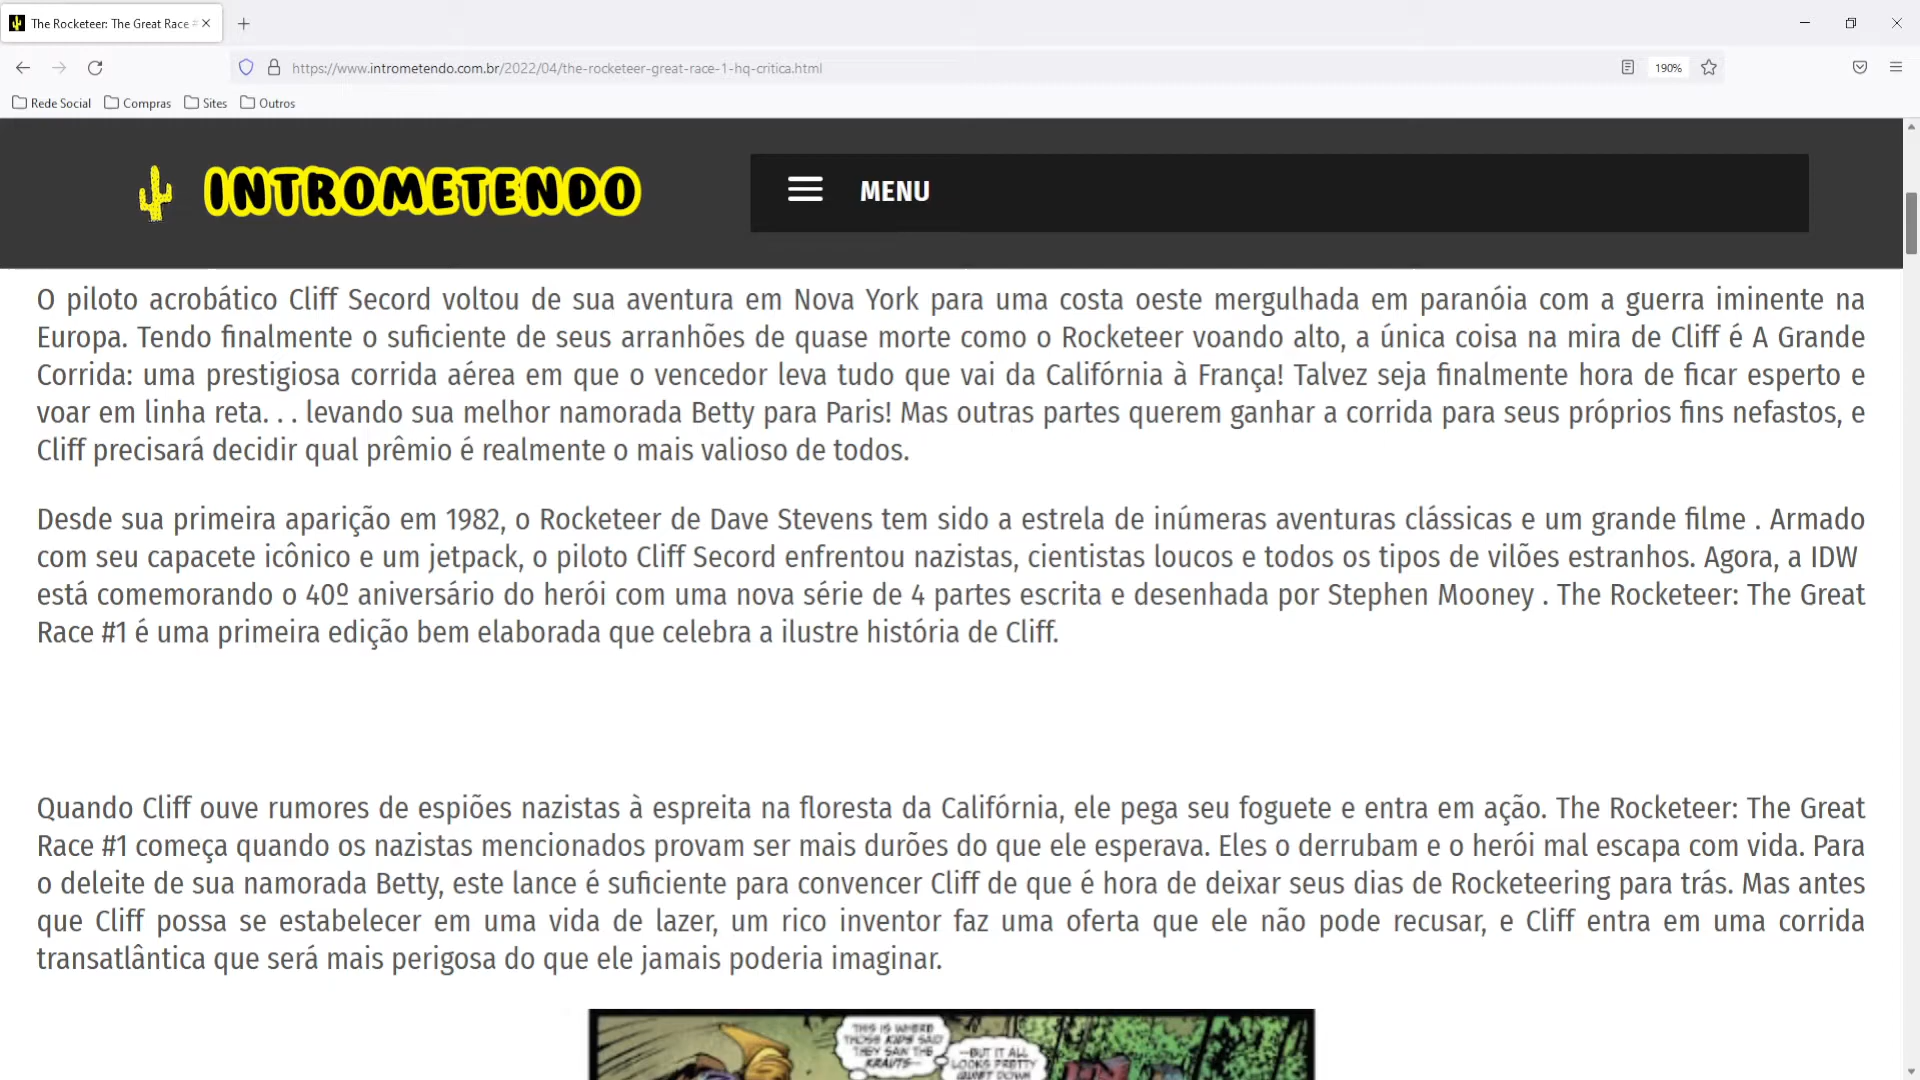 The Rocketeer: The Great Race
https://www.intrometendo.com.br/2022/04/the-rocketeer-great-race-1-hq-critica.html
190%
Rede Social Compras Sites Outros
INTROMETENDO
MENU
O piloto acrobático Cliff Secord voltou de sua aventura em Nova York para uma costa oeste mergulhada em paranóia com a guerra iminente na
Europa. Tendo finalmente o suficiente de seus arranhões de quase morte como o Rocketeer voando alto, a única coisa na mira de Cliff é A Grande
Corrida: uma prestigiosa corrida aérea em que o vencedor leva tudo que vai da Califórnia à França! Talvez seja finalmente hora de ficar esperto e
voar em linha reta. . . levando sua melhor namorada Betty para Paris! Mas outras partes querem ganhar a corrida para seus próprios fins nefastos, e
Cliff precisará decidir qual prêmio é realmente o mais valioso de todos.
Desde sua primeira aparição em 1982, o Rocketeer de Dave Stevens tem sido a estrela de inúmeras aventuras clássicas e um grande filme . Armado
com seu capacete icônico e um jetpack, o piloto Cliff Secord enfrentou nazistas, cientistas loucos e todos os tipos de vilões estranhos. Agora, a IDW
está comemorando o 40º aniversário do herói com uma nova série de 4 partes escrita e desenhada por Stephen Mooney . The Rocketeer: The Great
Race #1 é uma primeira edição bem elaborada que celebra a ilustre história de Cliff.
Quando Cliff ouve rumores de espiões nazistas à espreita na floresta da Califórnia, ele pega seu foguete e entra em ação. The Rocketeer: The Great
Race #1 começa quando os nazistas mencionados provam ser mais durões do que ele esperava. Eles o derrubam e o herói mal escapa com vida. Para
o deleite de sua namorada Betty, este lance é suficiente para convencer Cliff de que é hora de deixar seus dias de Rocketeering para trás. Mas antes
que Cliff possa se estabelecer em uma vida de lazer, um rico inventor faz uma oferta que ele não pode recusar, e Cliff entra em uma corrida
transatlântica que será mais perigosa do que ele jamais poderia imaginar.
THIS IS WHERE
THOSE KIDS SAID
THEY SAW THE
KRAUTS--
--BUT IT ALL
LOOKS PRETTY
QUIET DOWN